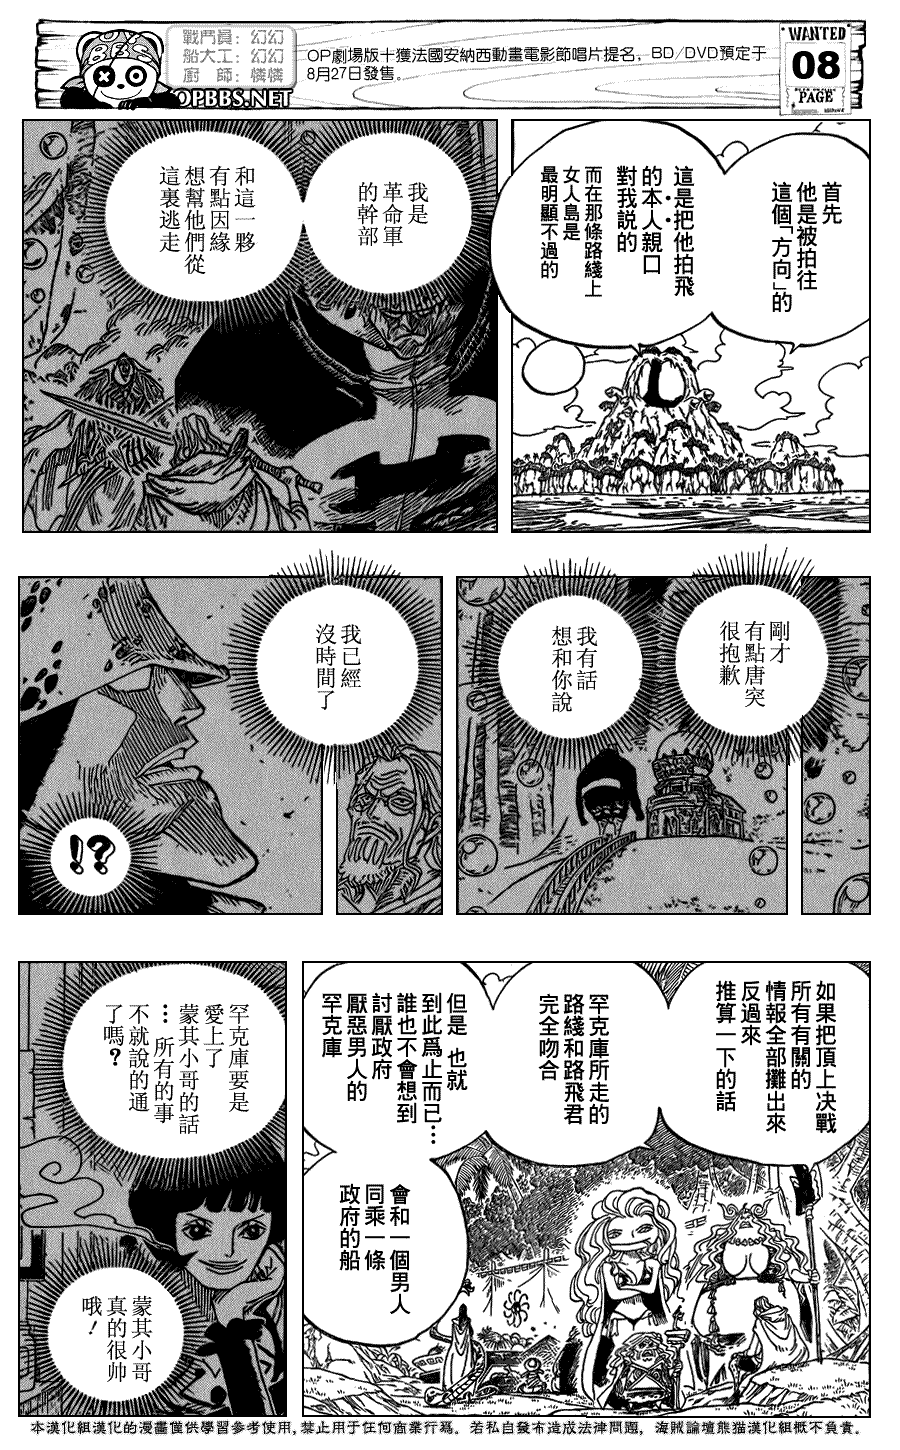 戰鬥員：幻幻
船大工：幻幻
廚　師：憐憐
OPBBS.NET
OP劇場版十獲法國安納西動畫電影節唱片提名，BD/DVD預定于
8月27日發售。
WANTED
08
PAGE
首先
他是被拍往
這個「方向」的
這是把他拍飛
的本人親口
對我説的
而在那條路綫上
女人島是
最明顯不過的
我是
革命軍
的幹部
和這一夥
有點因緣
想幫他們從
這裏逃走
剛才
有點唐突
很抱歉
我有話
想和你說
我已經
沒時間了
!?
如果把頂上决戰
所有有關的
情報全部攤出來
反過來
推算一下的話
罕克庫所走的
路綫和路飛君
完全吻合
但是 也就
到此爲止而已…
誰也不會想到
討厭政府
厭惡男人的
罕克庫
會和一個男人
同乘一條
政府的船
罕克庫要是
愛上了
蒙其小哥的話
…所有的事
不就說的通
了嗎？
蒙其小哥
真的很帅
哦！
本漢化組漢化的漫畫僅供學習參考使用，禁止用于任何商業行爲。若私自發布造成法律問題，海賊論壇熊猫漢化組概不負責。